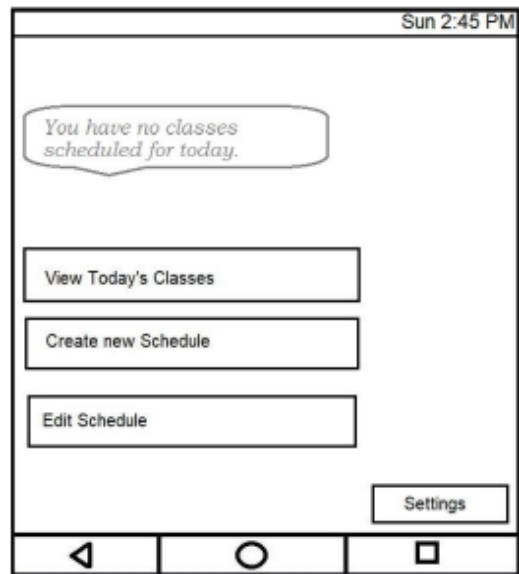 Sun 2:45 PM
You have no classes
scheduled for today.
View Today's Classes
Create new Schedule
Edit Schedule
Settings